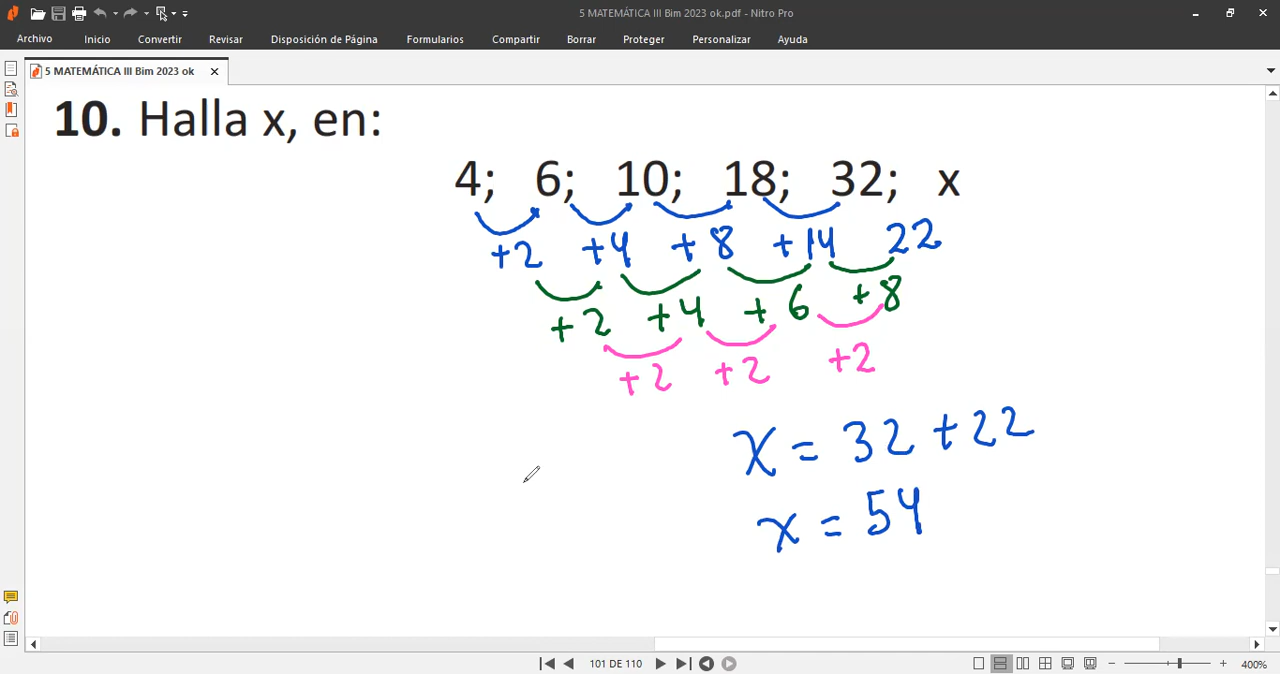 5 MATEMÁTICA III Bim 2023 ok.pdf - Nitro Pro
Archivo Inicio Convertir Revisar Disposición de Página Formularios Compartir Borrar Proteger Personalizar Ayuda
5 MATEMÁTICA III Bim 2023 ok
10. Halla x, en:
4; 6; 10; 18; 32; x
+2 +4 +8 +14 22
+2 +4 +6 +8
+2 +2 +2
x = 32 + 22
x = 54
101 DE 110
400%